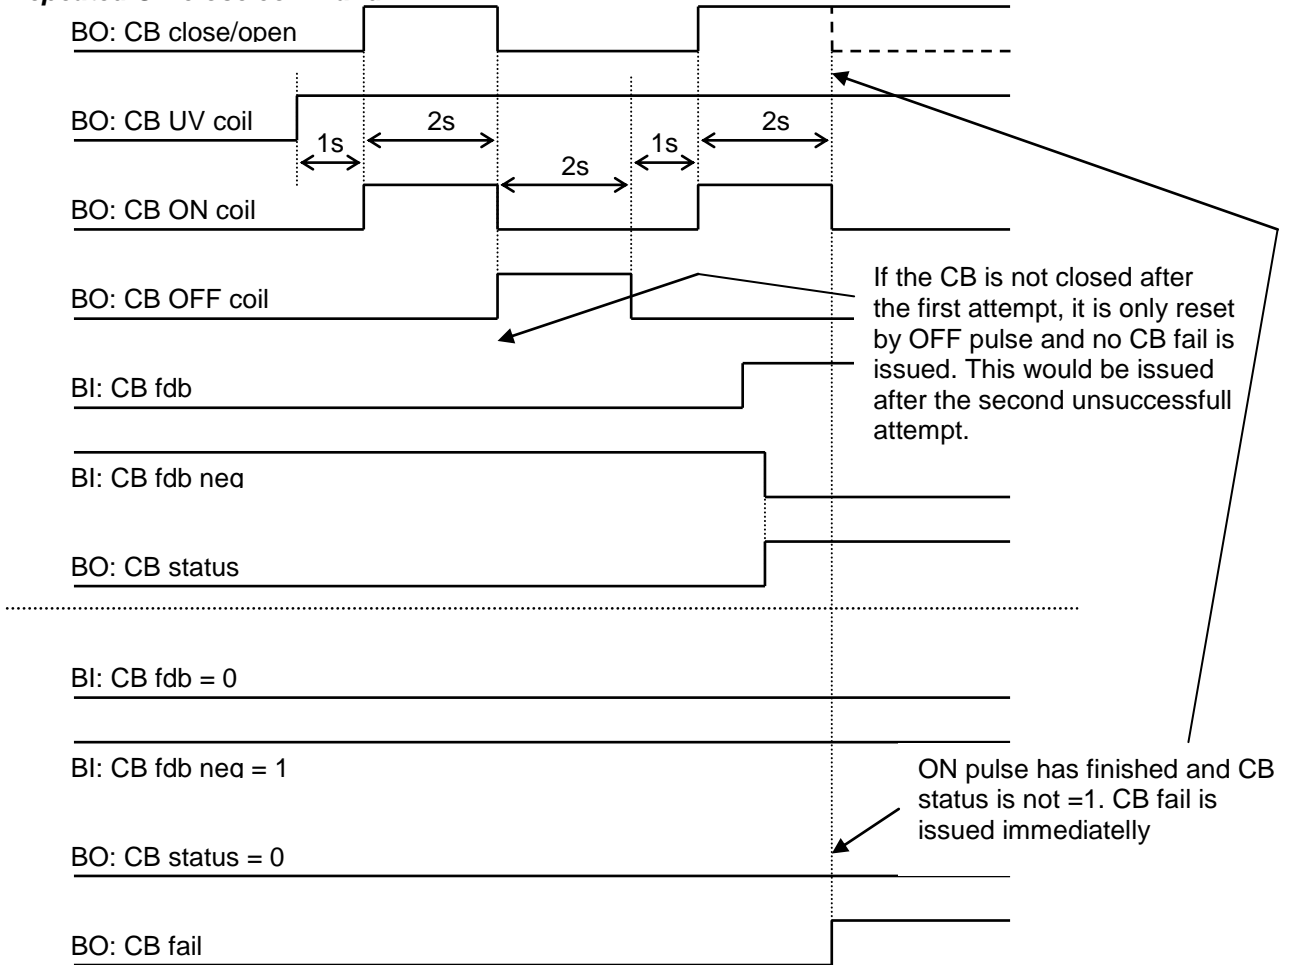 BO: CB close/open
BO: CB UV coil
1s
2s
2s
1s
2s
BO: CB ON coil
BO: CB OFF coil
If the CB is not closed after
the first attempt, it is only reset
by OFF pulse and no CB fail is
issued. This would be issued
after the second unsuccessfull
attempt.
BI: CB fdb
BI: CB fdb neg
BO: CB status
BI: CB fdb = 0
BI: CB fdb neg = 1
ON pulse has finished and CB
status is not =1. CB fail is
issued immediatelly
BO: CB status = 0
BO: CB fail